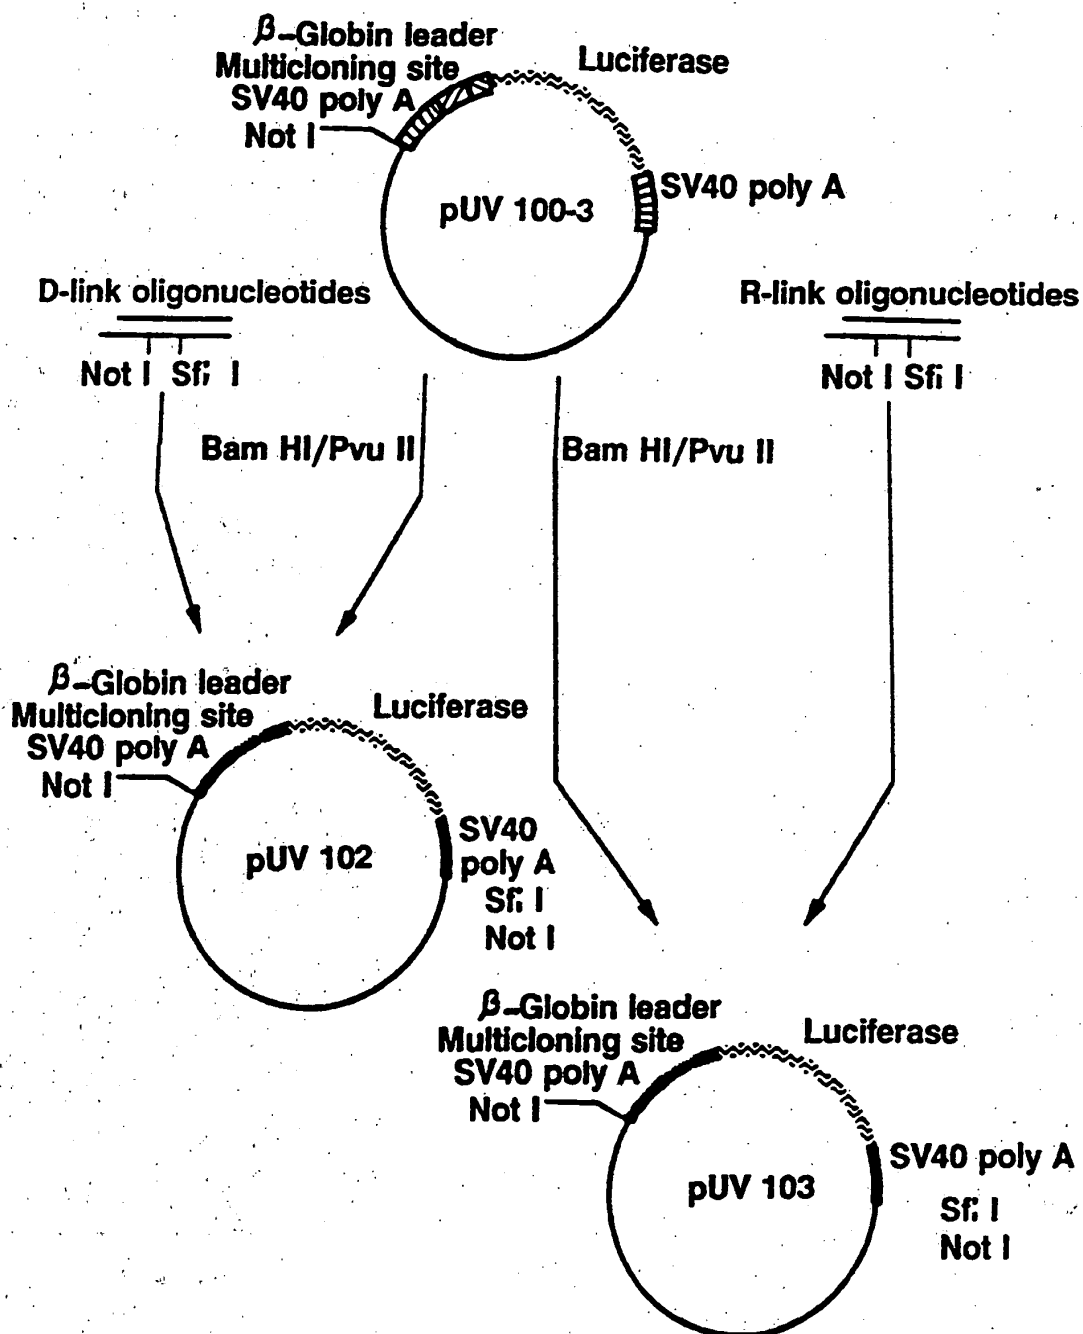 β-Globin leader
Multicloning site
SV40 poly A
Not I
Luciferase
SV40 poly A
pUV 100-3
D-link oligonucleotides
Not I Sfi I
R-link oligonucleotides
Not I Sfi I
Bam HI/Pvu II
Bam HI/Pvu II
β-Globin leader
Multicloning site
SV40 poly A
Not I
Luciferase
pUV 102
SV40
poly A
Sfi I
Not I
β-Globin leader
Multicloning site
SV40 poly A
Not I
Luciferase
pUV 103
SV40 poly A
Sfi I
Not I